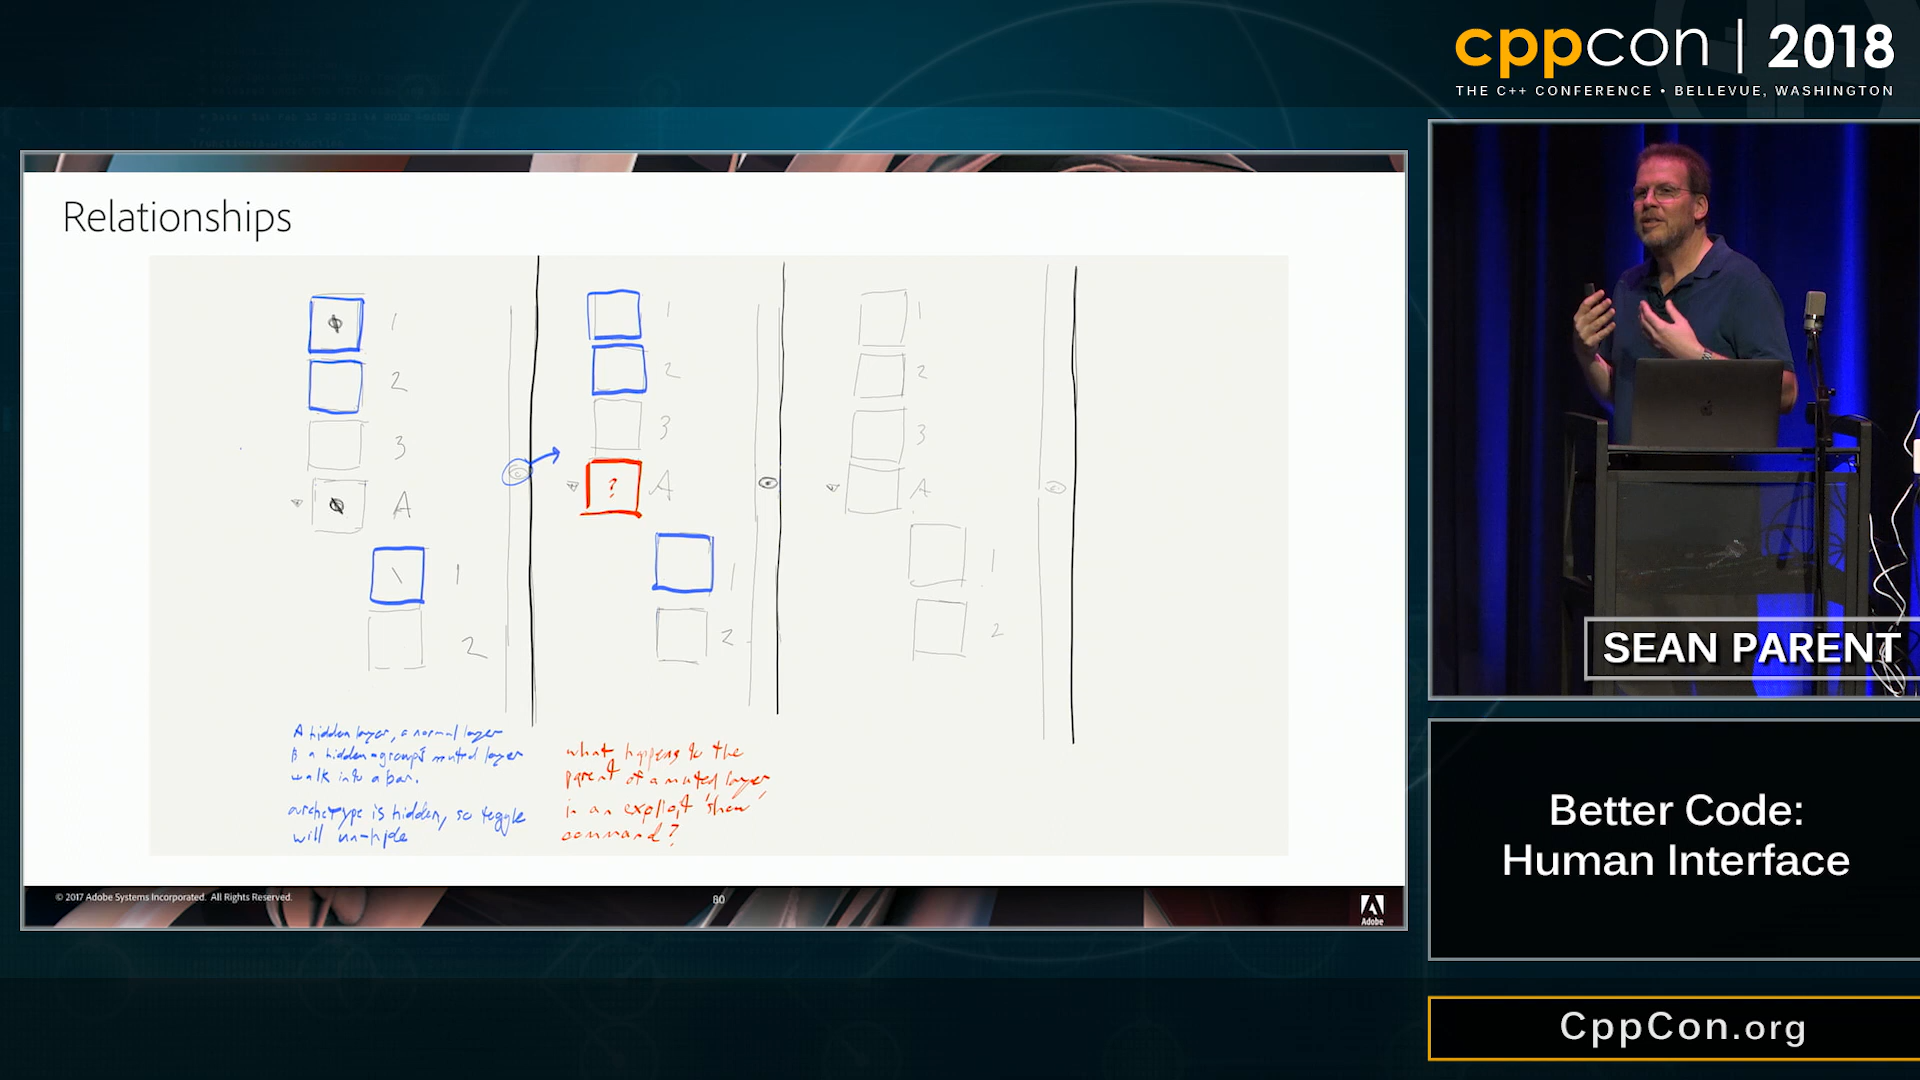 cppcon | 2018
THE C++ CONFERENCE • BELLEVUE, WASHINGTON
Relationships
1
2
3
A
1
2
1
2
3
? A
1
2
1
2
3
A
1
2
A hidden layer, a normal layer
& a hidden group's muted layer
walk into a bar.
archetype is hidden, so toggle
will un-hide
what happens to the
parent of a muted layer
in an explicit 'show'
command?
© 2017 Adobe Systems Incorporated. All Rights Reserved.
80
Adobe
SEAN PARENT
Better Code:
Human Interface
CppCon.org